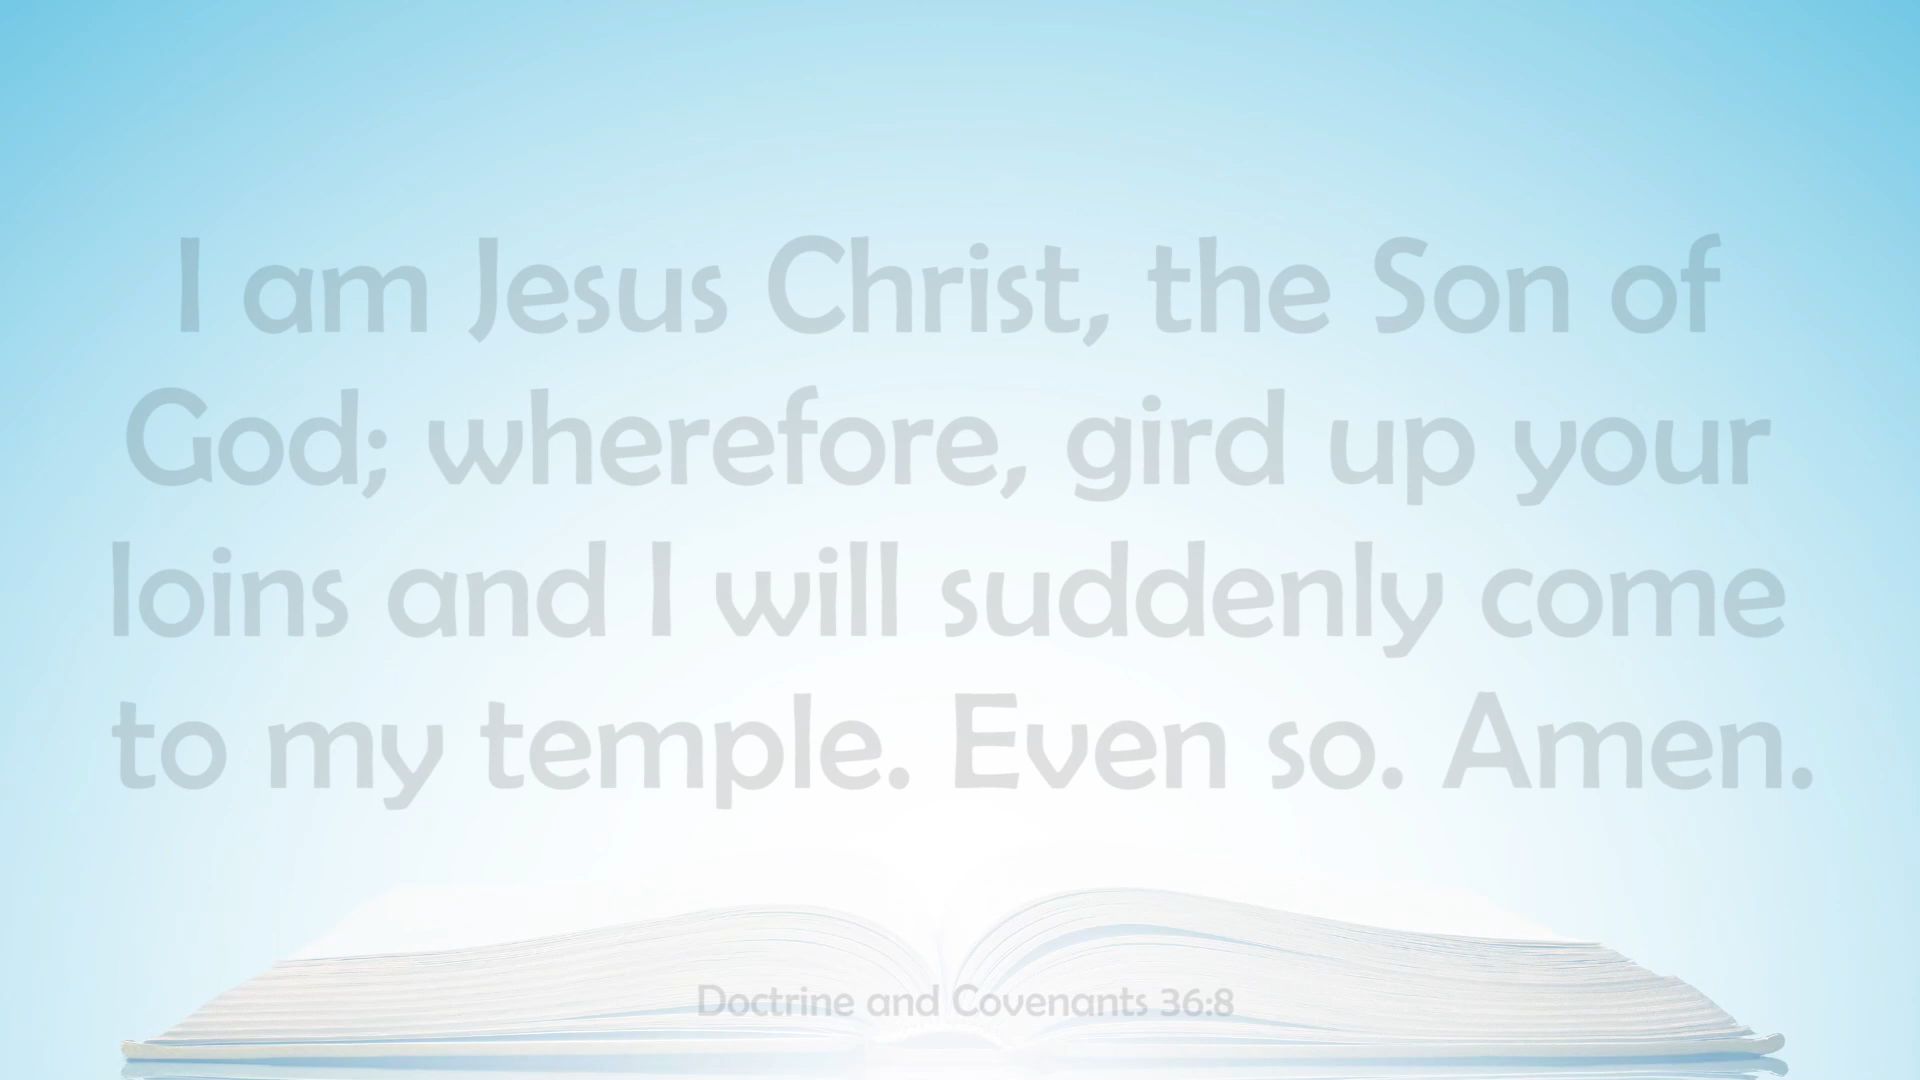 I am Jesus Christ, the Son of
God; wherefore, gird up your
loins and I will suddenly come
to my temple. Even so. Amen.
Doctrine and Covenants 36:8